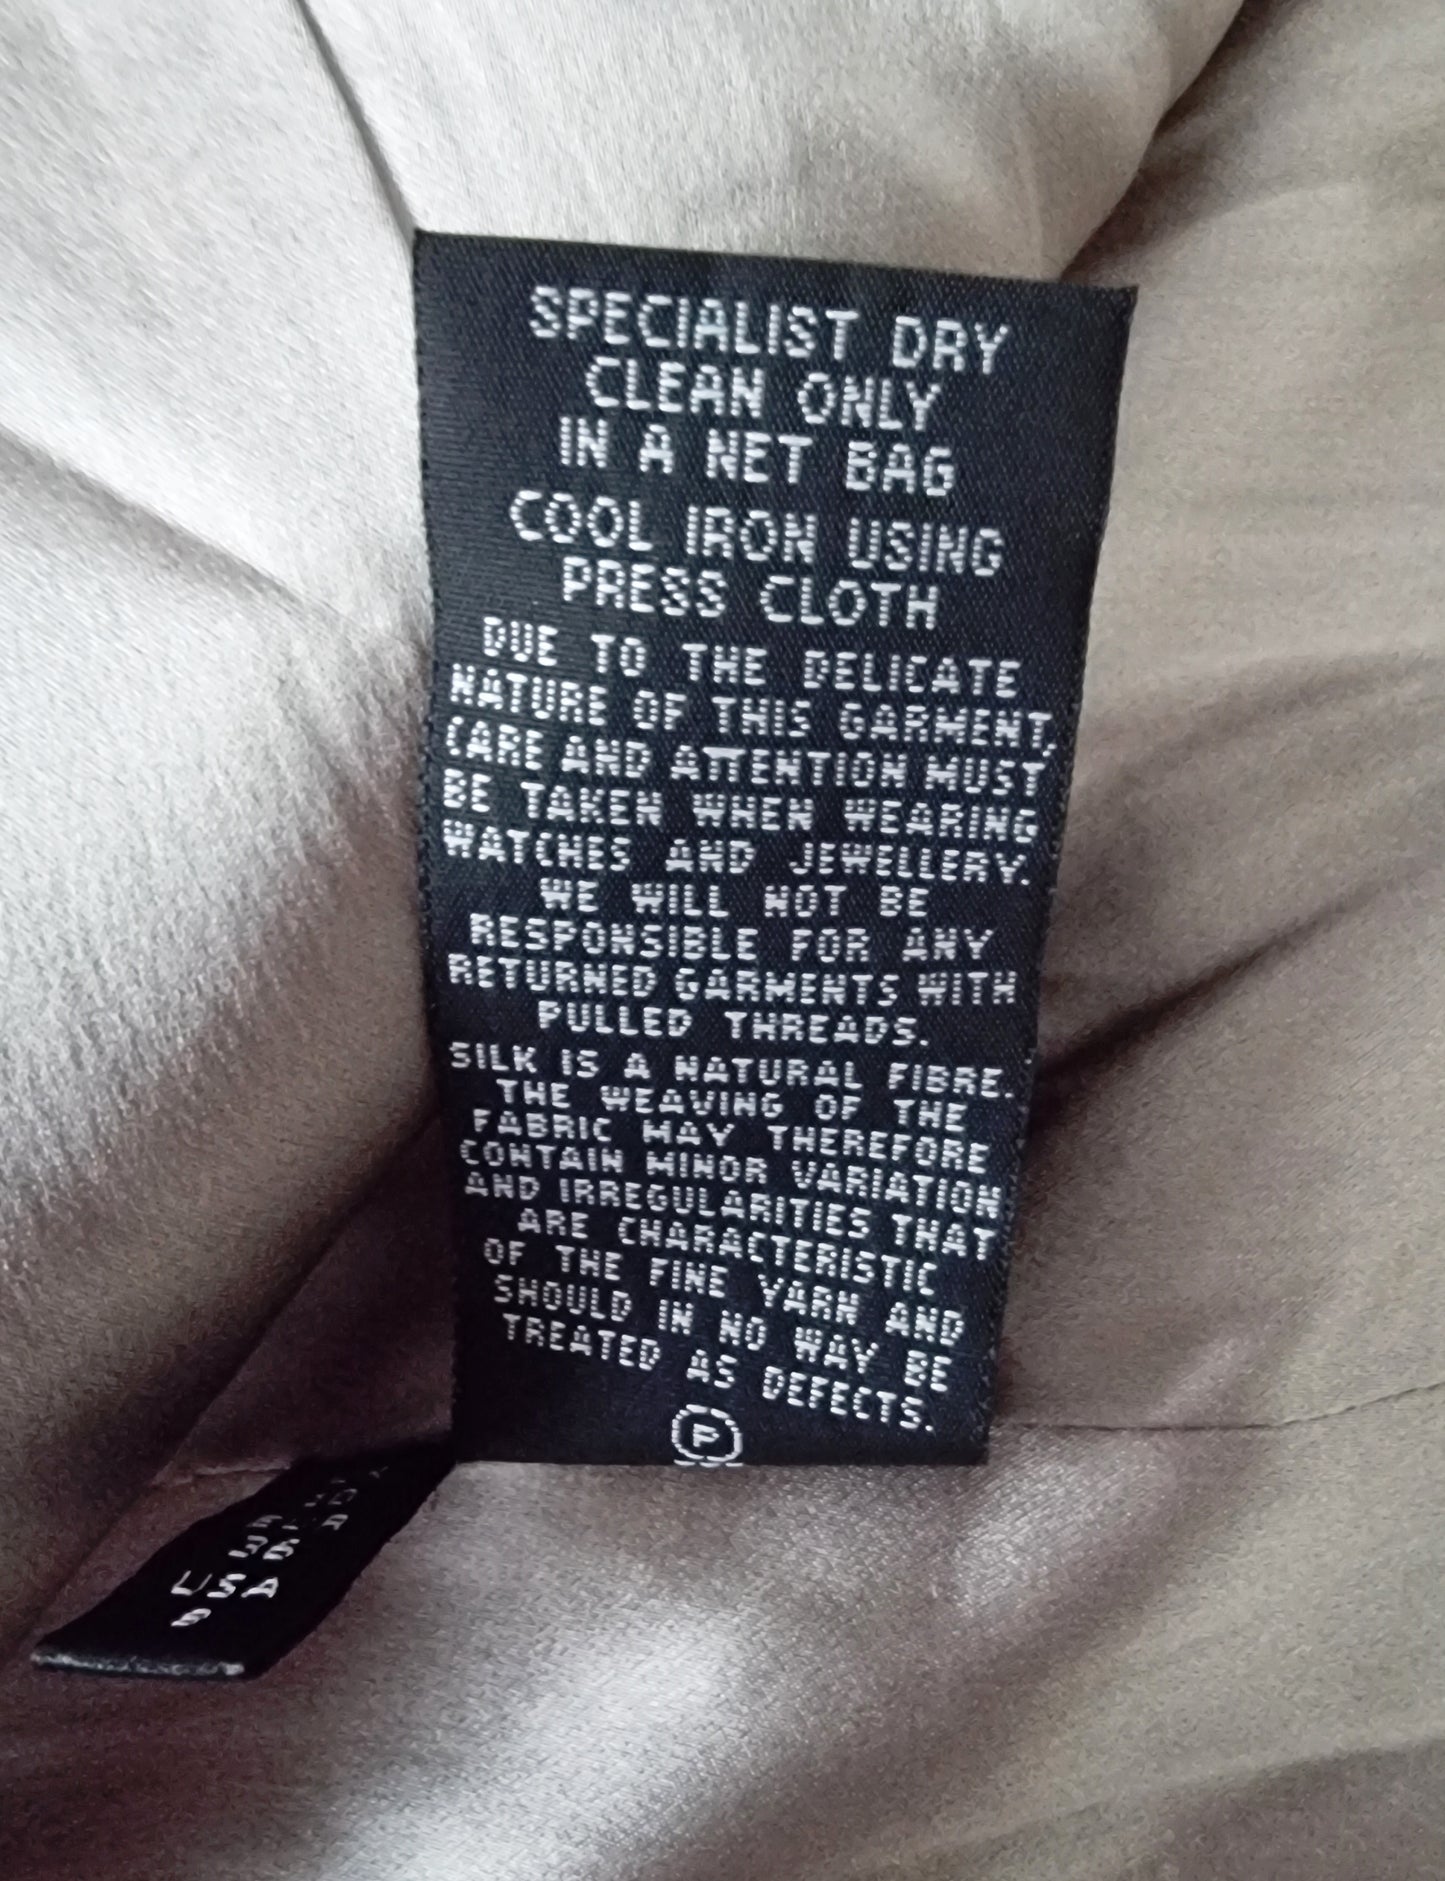 SPECIALIST DRY
CLEAN ONLY
IN A NET BAG
COOL IRON USING
PRESS CLOTH
DUE TO THE DELICATE
NATURE OF THIS GARMENT,
CARE AND ATTENTION MUST
BE TAKEN WHEN WEARING
WATCHES AND JEWELLERY.
WE WILL NOT BE
RESPONSIBLE FOR ANY
RETURNED GARMENTS WITH
PULLED THREADS.
SILK IS A NATURAL FIBRE.
THE WEAVING OF THE
FABRIC MAY THEREFORE
CONTAIN MINOR VARIATION
AND IRREGULARITIES THAT
ARE CHARACTERISTIC
OF THE FINE YARN AND
SHOULD IN NO WAY BE
TREATED AS DEFECTS.
P
USA